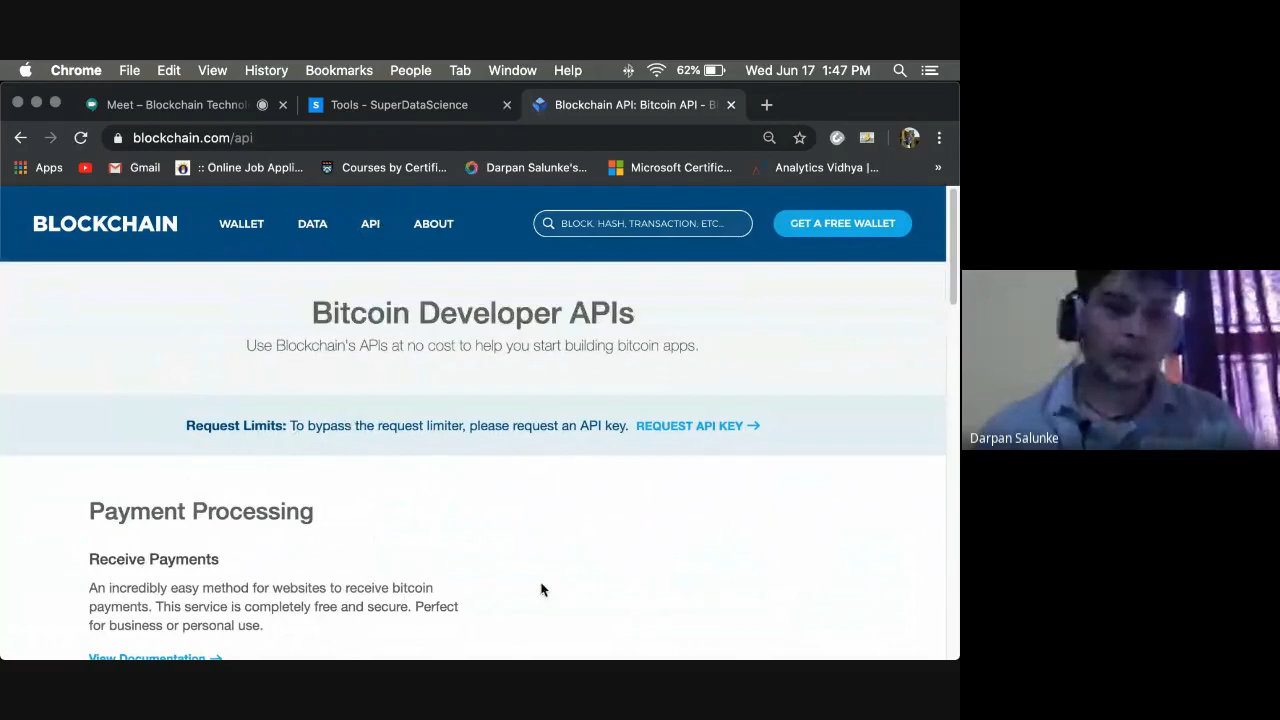 Chrome File Edit View History Bookmarks People Tab Window Help 62% Wed Jun 17 1:47 PM
Meet – Blockchain Technol Tools - SuperDataScience Blockchain API: Bitcoin API - B
blockchain.com/api
Apps Gmail :: Online Job Appli... Courses by Certifi... Darpan Salunke's... Microsoft Certific... Analytics Vidhya |... »
BLOCKCHAIN WALLET DATA API ABOUT BLOCK, HASH, TRANSACTION, ETC... GET A FREE WALLET
Bitcoin Developer APIs
Use Blockchain's APIs at no cost to help you start building bitcoin apps.
Request Limits: To bypass the request limiter, please request an API key. REQUEST API KEY →
Payment Processing
Receive Payments
An incredibly easy method for websites to receive bitcoin
payments. This service is completely free and secure. Perfect
for business or personal use.
View Documentation →
Darpan Salunke